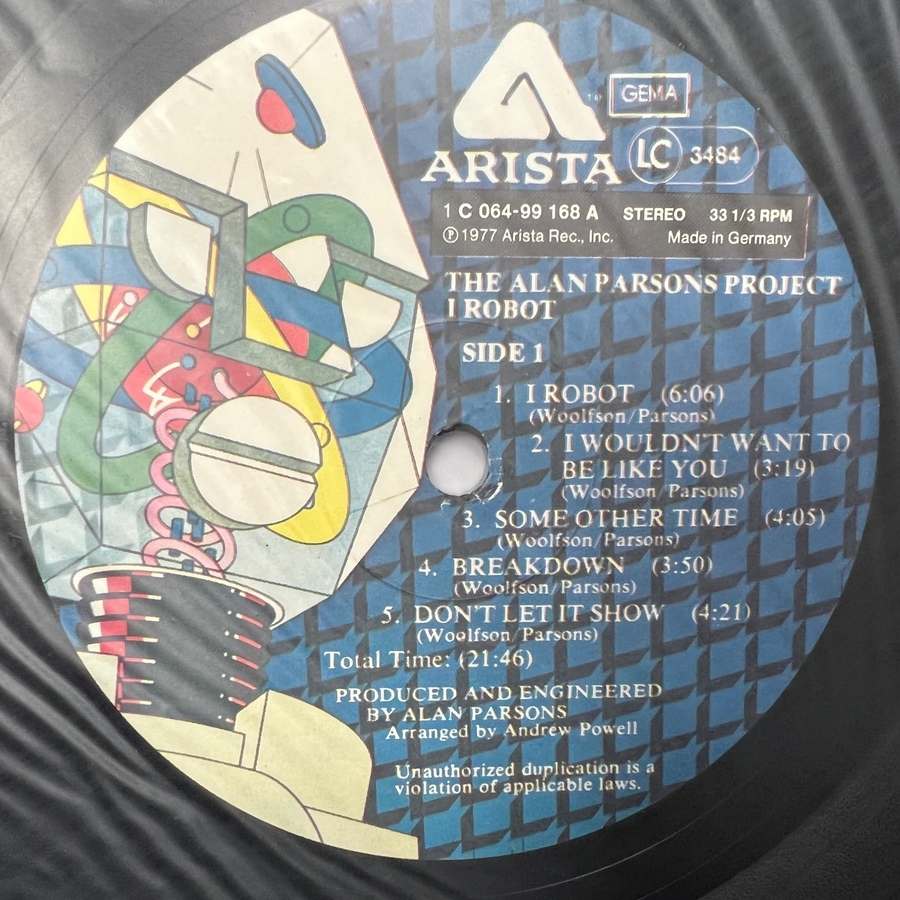 GEMA
ARISTA
LC 3484
1 C 064-99 168 A STEREO 33 1/3 RPM
Ⓟ1977 Arista Rec., Inc. Made in Germany
THE ALAN PARSONS PROJECT
I ROBOT
SIDE 1
1. I ROBOT (6:06)
(Woolfson/Parsons)
2. I WOULDN'T WANT TO
BE LIKE YOU (3:19)
(Woolfson/Parsons)
3. SOME OTHER TIME (4:05)
(Woolfson/Parsons)
4. BREAKDOWN (3:50)
(Woolfson/Parsons)
5. DON'T LET IT SHOW (4:21)
(Woolfson/Parsons)
Total Time: (21:46)
PRODUCED AND ENGINEERED
BY ALAN PARSONS
Arranged by Andrew Powell
Unauthorized duplication is a
violation of applicable laws.